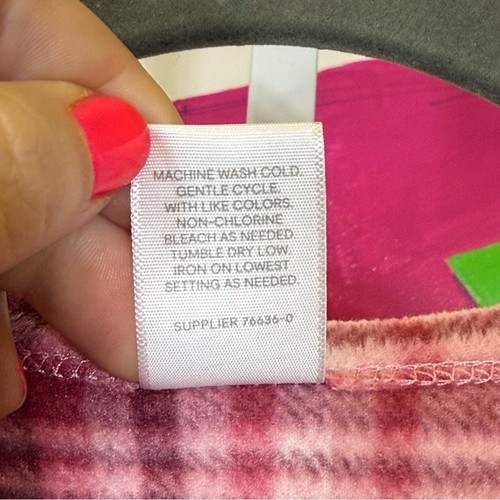 MACHINE WASH COLD.
GENTLE CYCLE.
WITH LIKE COLORS.
NON-CHLORINE
BLEACH AS NEEDED
TUMBLE DRY LOW
IRON ON LOWEST
SETTING AS NEEDED.
SUPPLIER 76636-0